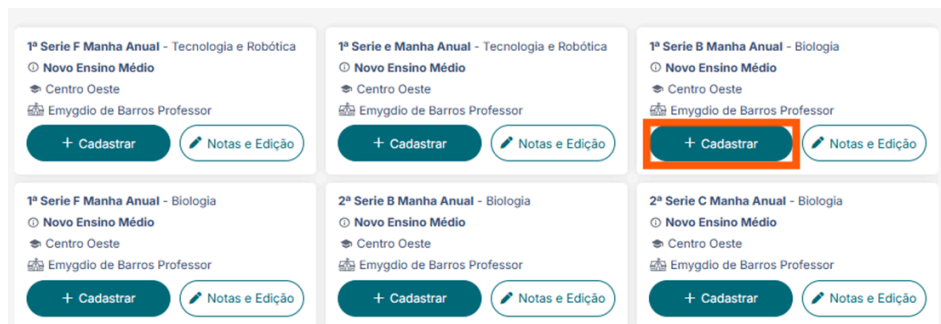 1ª Serie F Manha Anual - Tecnologia e Robótica
Novo Ensino Médio
Centro Oeste
Emygdio de Barros Professor
+ Cadastrar
Notas e Edição
1ª Serie e Manha Anual - Tecnologia e Robótica
Novo Ensino Médio
Centro Oeste
Emygdio de Barros Professor
+ Cadastrar
Notas e Edição
1ª Serie B Manha Anual - Biologia
Novo Ensino Médio
Centro Oeste
Emygdio de Barros Professor
+ Cadastrar
Notas e Edição
1ª Serie F Manha Anual - Biologia
Novo Ensino Médio
Centro Oeste
Emygdio de Barros Professor
+ Cadastrar
Notas e Edição
2ª Serie B Manha Anual - Biologia
Novo Ensino Médio
Centro Oeste
Emygdio de Barros Professor
+ Cadastrar
Notas e Edição
2ª Serie C Manha Anual - Biologia
Novo Ensino Médio
Centro Oeste
Emygdio de Barros Professor
+ Cadastrar
Notas e Edição